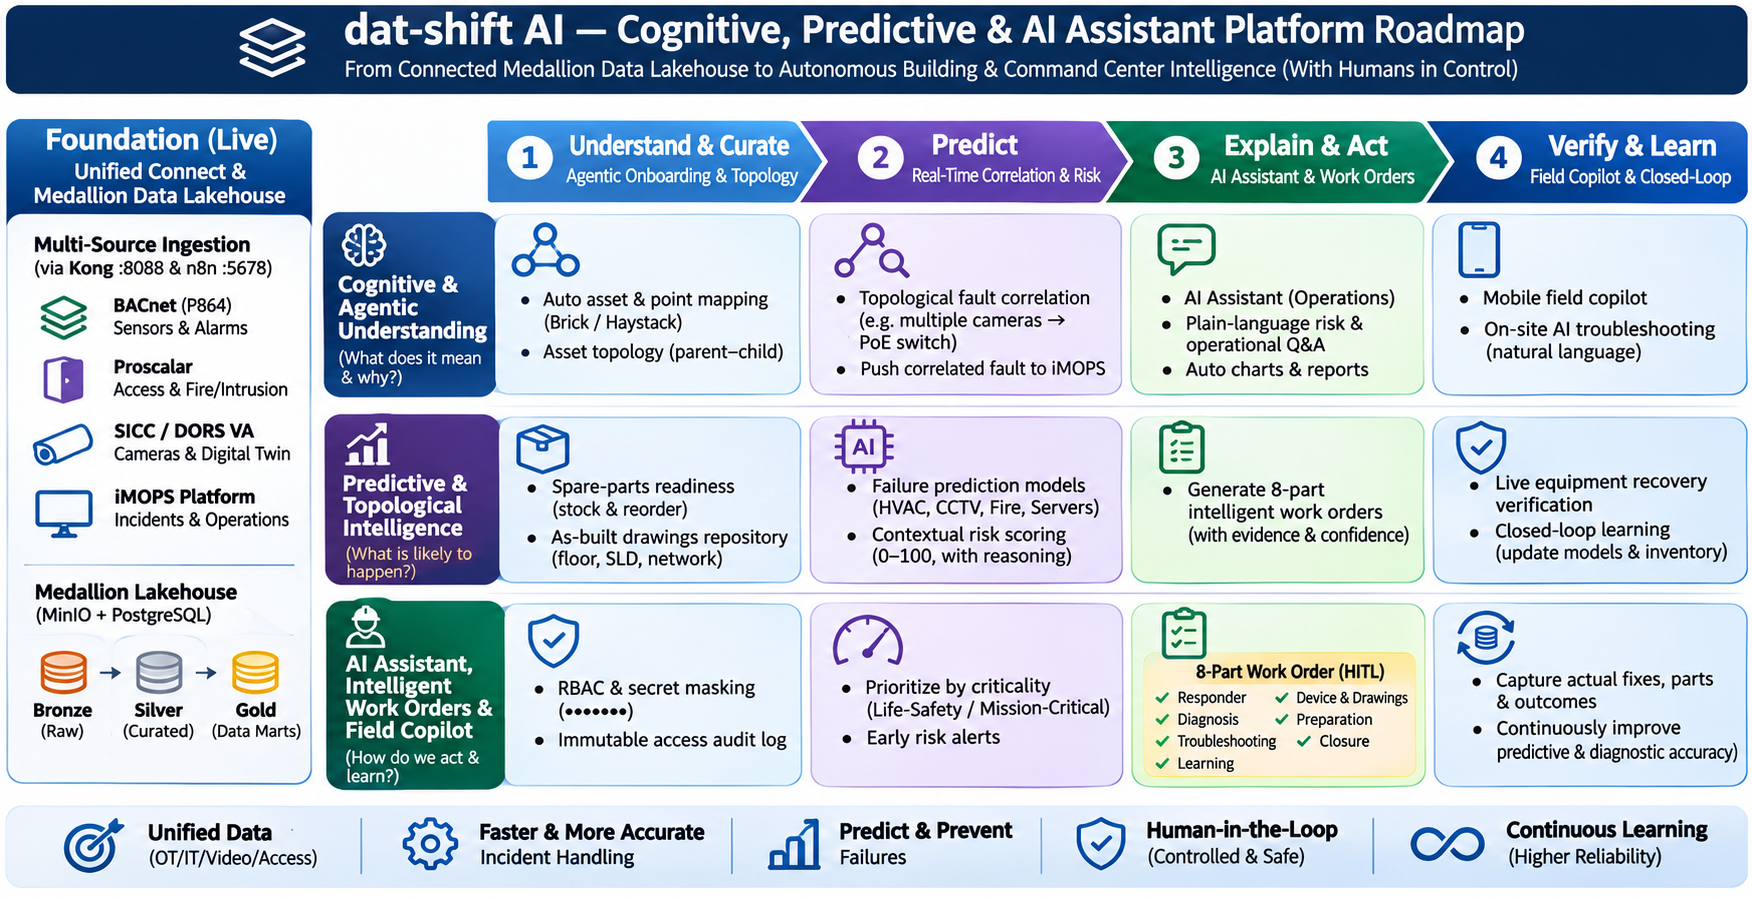 dat-shift AI — Cognitive, Predictive & AI Assistant Platform Roadmap
From Connected Medallion Data Lakehouse to Autonomous Building & Command Center Intelligence (With Humans in Control)
Foundation (Live)
Unified Connect &
Medallion Data Lakehouse
Multi-Source Ingestion
(via Kong :8088 & n8n :5678)
BACnet (P864)
Sensors & Alarms
Proscalar
Access & Fire/Intrusion
SICC / DORS VA
Cameras & Digital Twin
iMOPS Platform
Incidents & Operations
Medallion Lakehouse
(MinIO + PostgreSQL)
Bronze
(Raw)
Silver
(Curated)
Gold
(Data Marts)
1 Understand & Curate
Agentic Onboarding & Topology
2 Predict
Real-Time Correlation & Risk
3 Explain & Act
AI Assistant & Work Orders
4 Verify & Learn
Field Copilot & Closed-Loop
Cognitive &
Agentic
Understanding
(What does it mean
& why?)
• Auto asset & point mapping
(Brick / Haystack)
• Asset topology (parent–child)
• Topological fault correlation
(e.g. multiple cameras →
PoE switch)
• Push correlated fault to iMOPS
• AI Assistant (Operations)
• Plain-language risk &
operational Q&A
• Auto charts & reports
• Mobile field copilot
• On-site AI troubleshooting
(natural language)
Predictive &
Topological
Intelligence
(What is likely to
happen?)
• Spare-parts readiness
(stock & reorder)
• As-built drawings repository
(floor, SLD, network)
AI
• Failure prediction models
(HVAC, CCTV, Fire, Servers)
• Contextual risk scoring
(0–100, with reasoning)
• Generate 8-part
intelligent work orders
(with evidence & confidence)
• Live equipment recovery
verification
• Closed-loop learning
(update models & inventory)
AI Assistant,
Intelligent
Work Orders &
Field Copilot
(How do we act &
learn?)
• RBAC & secret masking
(•••••••)
• Immutable access audit log
• Prioritize by criticality
(Life-Safety / Mission-Critical)
• Early risk alerts
8-Part Work Order (HITL)
✓ Responder ✓ Device & Drawings
✓ Diagnosis ✓ Preparation
✓ Troubleshooting ✓ Closure
✓ Learning
• Capture actual fixes, parts
& outcomes
• Continuously improve
predictive & diagnostic accuracy)
Unified Data
(OT/IT/Video/Access)
Faster & More Accurate
Incident Handling
Predict & Prevent
Failures
Human-in-the-Loop
(Controlled & Safe)
Continuous Learning
(Higher Reliability)